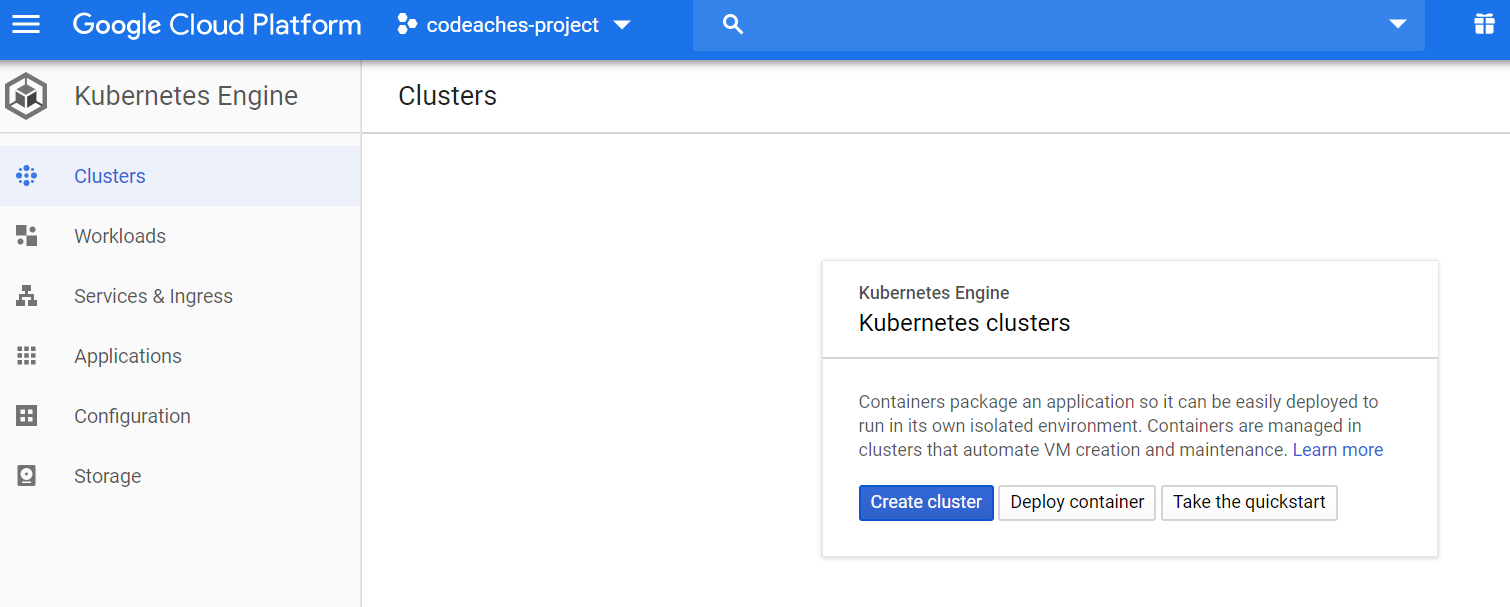 Google Cloud Platform
codeaches-project
Kubernetes Engine
Clusters
Clusters
Workloads
Services & Ingress
Applications
Configuration
Storage
Kubernetes Engine
Kubernetes clusters
Containers package an application so it can be easily deployed to
run in its own isolated environment. Containers are managed in
clusters that automate VM creation and maintenance. Learn more
Create cluster
Deploy container
Take the quickstart